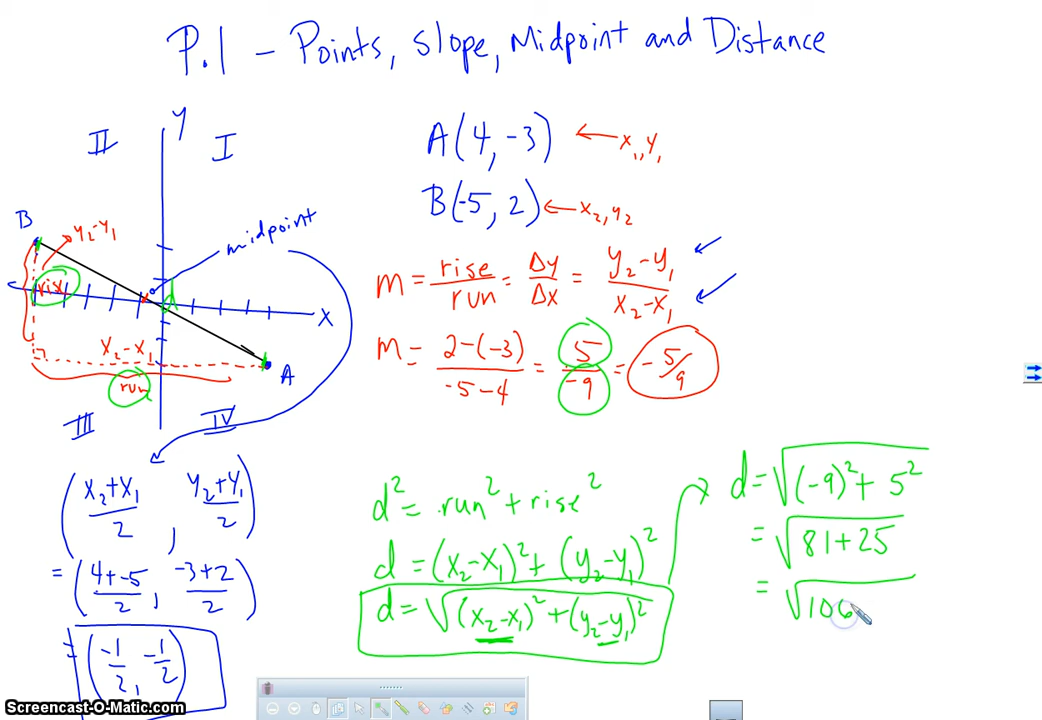 P.1 – Points, Slope, Midpoint and Distance
Y
II
I
A(4, -3) ← x₁, y₁
B(-5, 2) ← x₂, y₂
B
y₂-y₁
midpoint
rise
d
X
x₂-x₁
run
A
III
IV
m = rise/run = Δy/Δx = y₂-y₁/x₂-x₁
m = 2-(-3)/-5-4 = 5/-9 = -5/9
(x₂+x₁/2, y₂+y₁/2)
= (4+-5/2, -3+2/2)
= (-1/2, -1/2)
d² = run² + rise²
d = (x₂-x₁)² + (y₂-y₁)²
d = √(x₂-x₁)² + (y₂-y₁)²
d = √(-9)² + 5²
= √81+25
= √106
Screencast-O-Matic.com